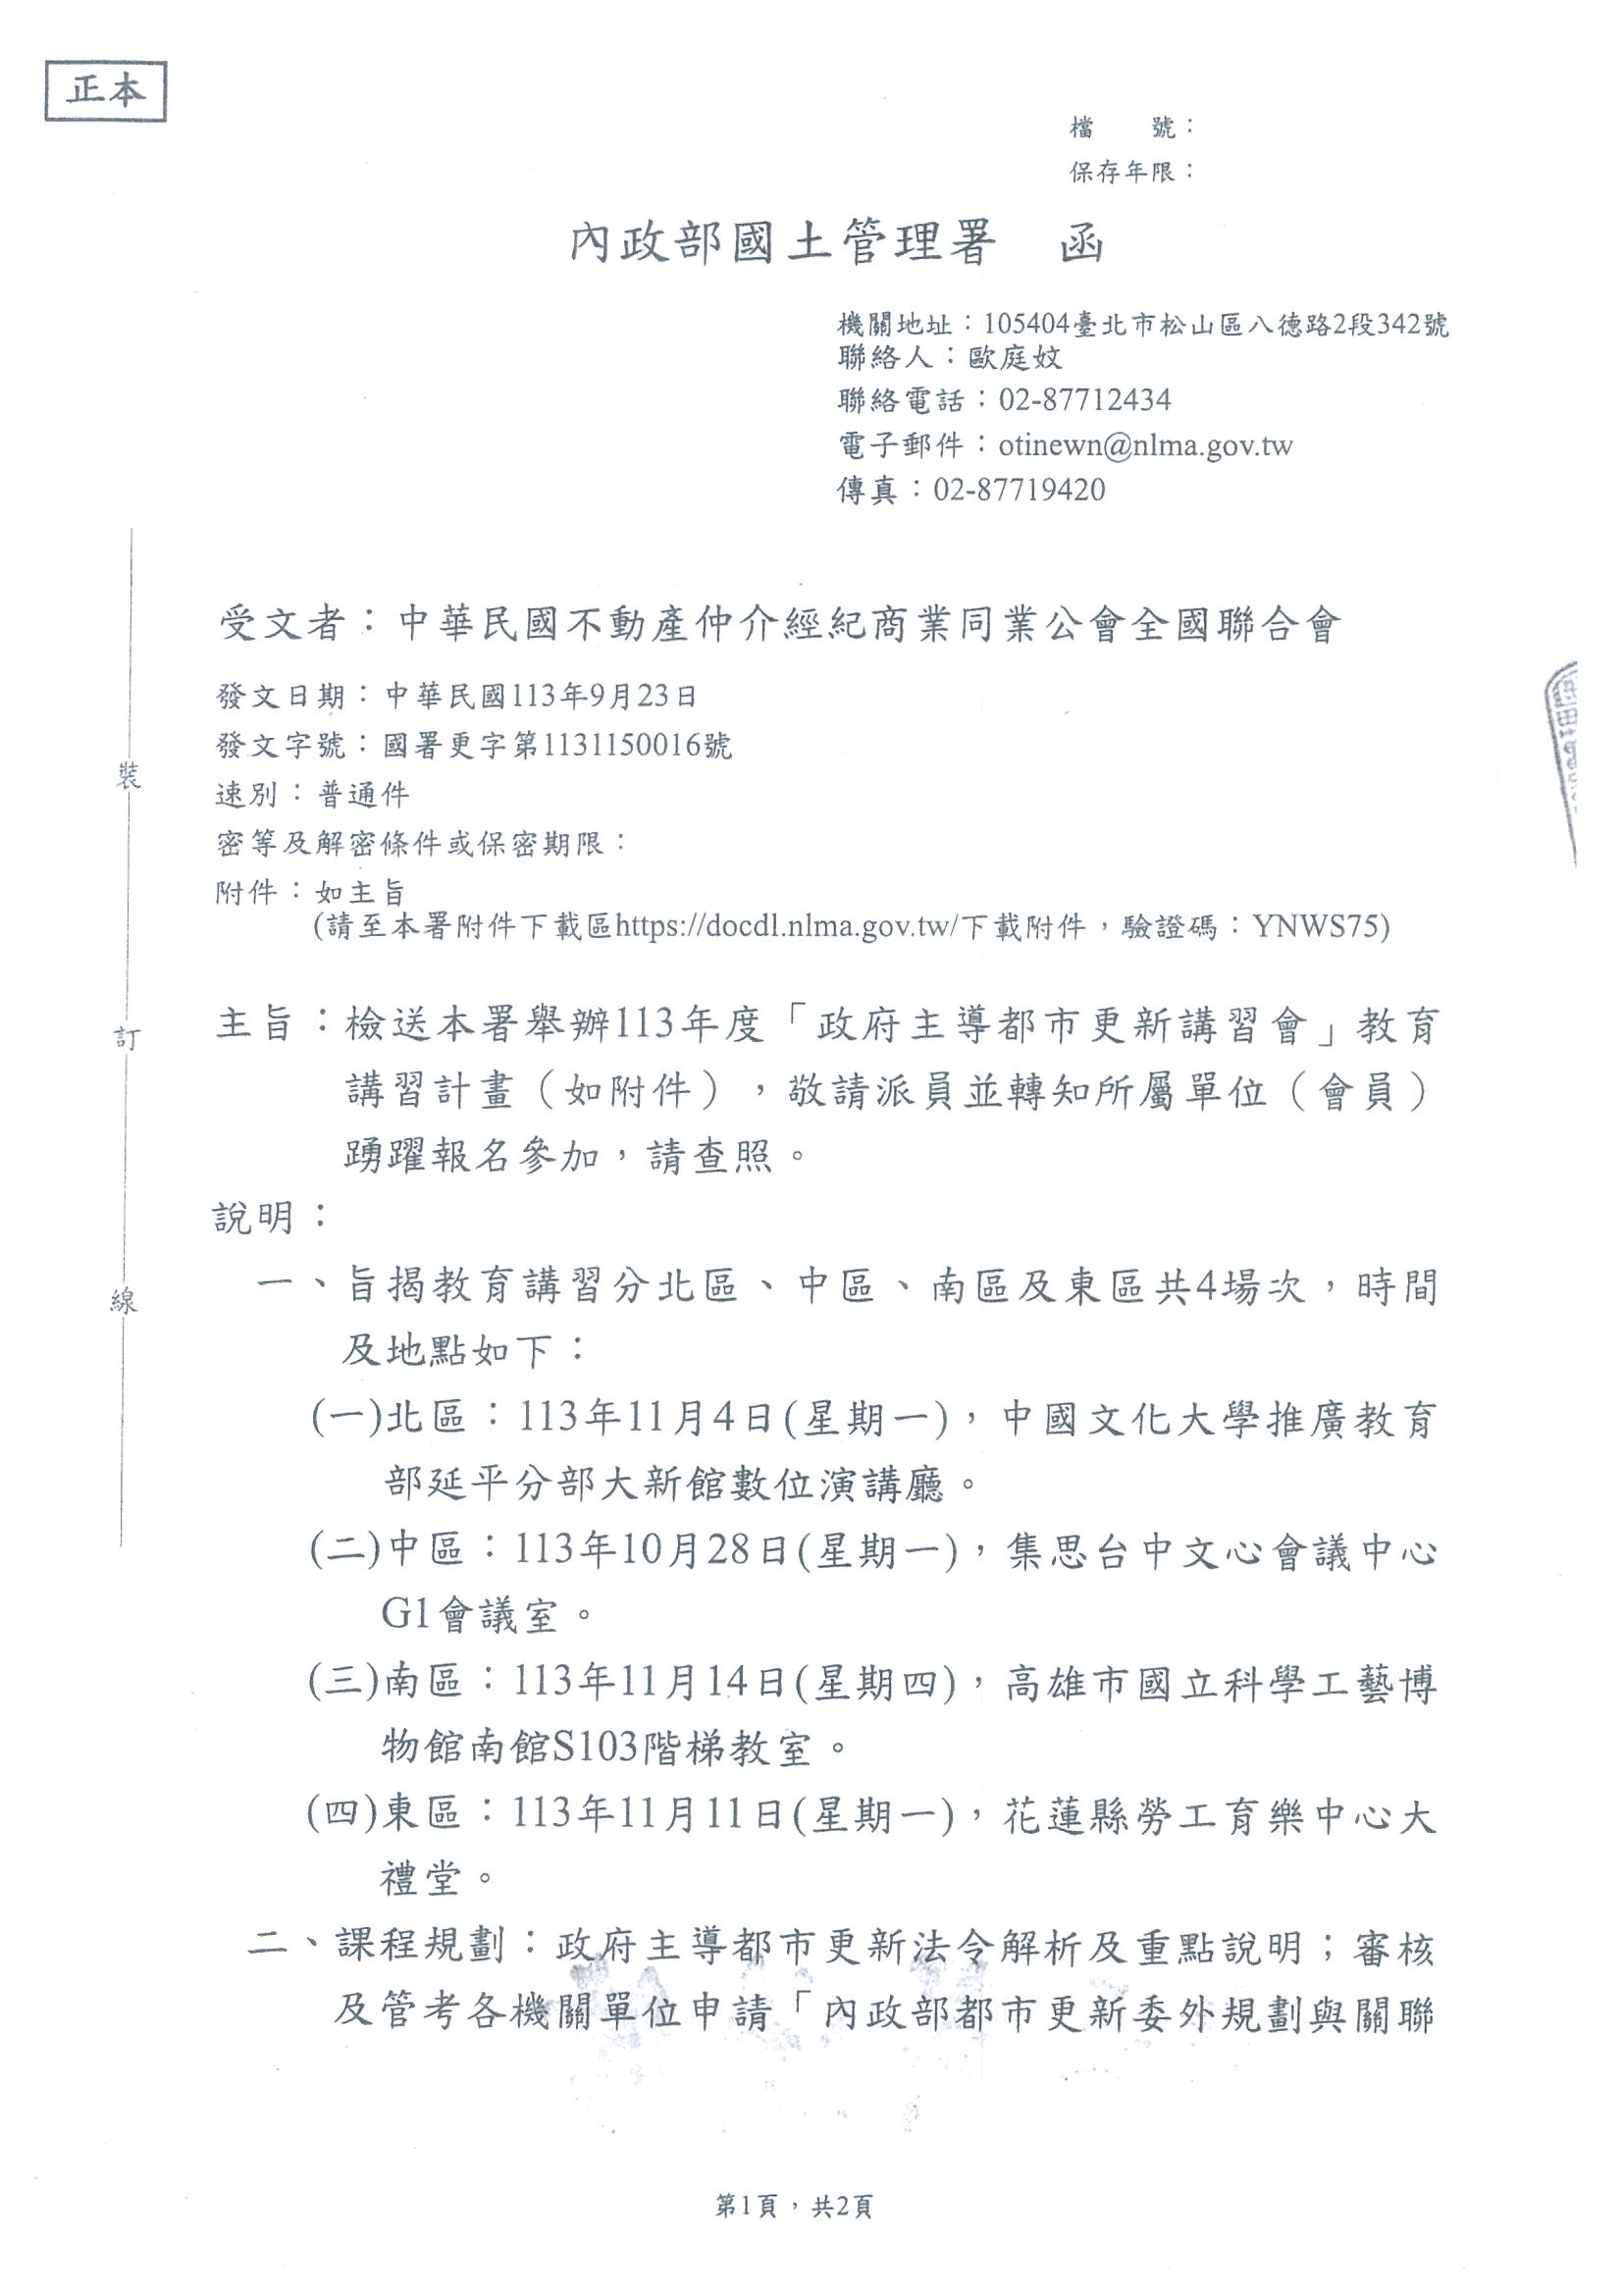 正本
檔　　號：
保存年限：
內政部國土管理署　函
機關地址：105404臺北市松山區八德路2段342號
聯絡人：歐庭妏
聯絡電話：02-87712434
電子郵件：otinewn@nlma.gov.tw
傳真：02-87719420
受文者：中華民國不動產仲介經紀商業同業公會全國聯合會
發文日期：中華民國113年9月23日
發文字號：國署更字第1131150016號
速別：普通件
密等及解密條件或保密期限：
附件：如主旨
(請至本署附件下載區https://docdl.nlma.gov.tw/下載附件，驗證碼：YNWS75)
主旨：檢送本署舉辦113年度「政府主導都市更新講習會」教育
講習計畫（如附件），敬請派員並轉知所屬單位（會員）
踴躍報名參加，請查照。
說明：
一、旨揭教育講習分北區、中區、南區及東區共4場次，時間
及地點如下：
(一)北區：113年11月4日(星期一)，中國文化大學推廣教育
部延平分部大新館數位演講廳。
(二)中區：113年10月28日(星期一)，集思台中文心會議中心
G1會議室。
(三)南區：113年11月14日(星期四)，高雄市國立科學工藝博
物館南館S103階梯教室。
(四)東區：113年11月11日(星期一)，花蓮縣勞工育樂中心大
禮堂。
二、課程規劃：政府主導都市更新法令解析及重點說明；審核
及管考各機關單位申請「內政部都市更新委外規劃與關聯
裝
訂
線
第1頁，共2頁